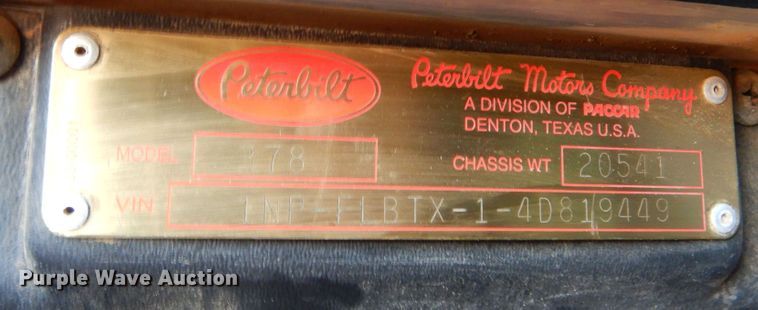 Peterbilt
Peterbilt Motors Company
A DIVISION OF PACCAR
DENTON, TEXAS U.S.A.
MODEL 378
CHASSIS WT 20541
VIN 1NP-FLBTX-1-4D819449
Purple Wave Auction